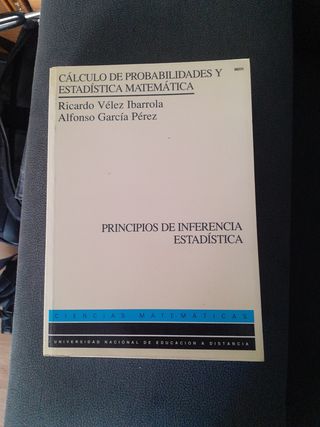 CÁLCULO DE PROBABILIDADES Y
ESTADÍSTICA MATEMÁTICA
Ricardo Vélez Ibarrola
Alfonso García Pérez
PRINCIPIOS DE INFERENCIA
ESTADÍSTICA
CIENCIAS MATEMÁTICAS
UNIVERSIDAD NACIONAL DE EDUCACION A DISTANCIA